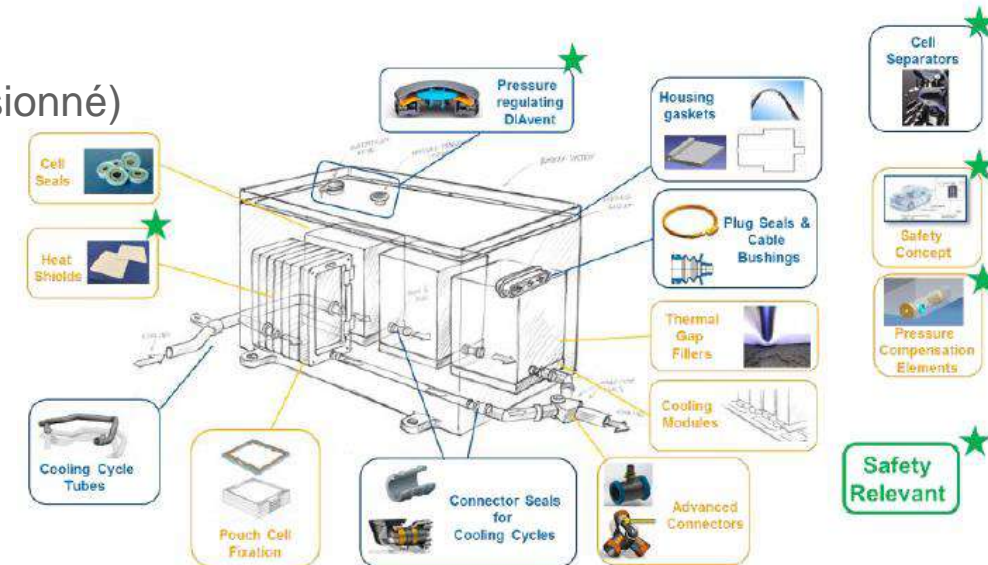 sionné)
Cell
Seals
Heat
Shields
Pressure
regulating
DIAvent
Housing
gaskets
Cell
Separators
Plug Seals &
Cable
Bushings
Safety
Concept
Thermal
Gap
Fillers
Pressure
Compensation
Elements
Cooling
Modules
Cooling Cycle
Tubes
Pouch Cell
Fixation
Connector Seals
for
Cooling Cycles
Advanced
Connectors
Safety
Relevant